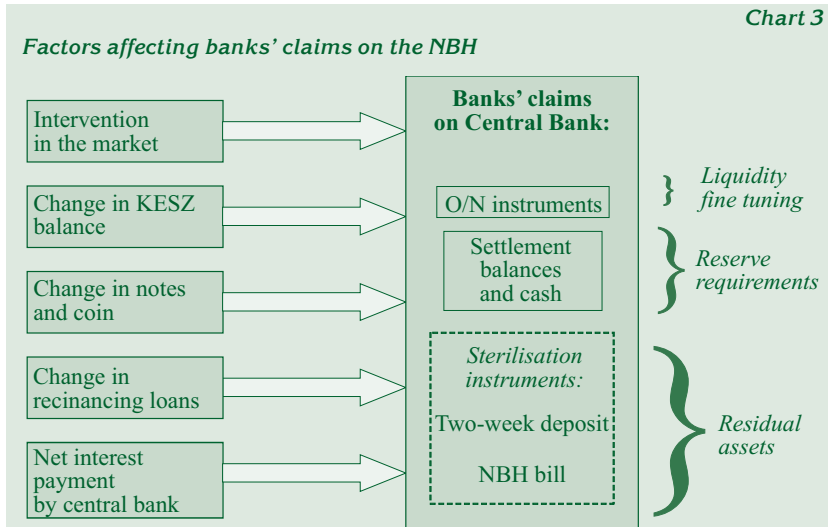 Chart 3
Factors affecting banks' claims on the NBH
Intervention
in the market
Change in KESZ
balance
Change in notes
and coin
Change in
recinancing loans
Net interest
payment
by central bank
Banks' claims
on Central Bank:
O/N instruments
Settlement
balances
and cash
Sterilisation
instruments:
Two-week deposit
NBH bill
Liquidity
fine tuning
Reserve
requirements
Residual
assets